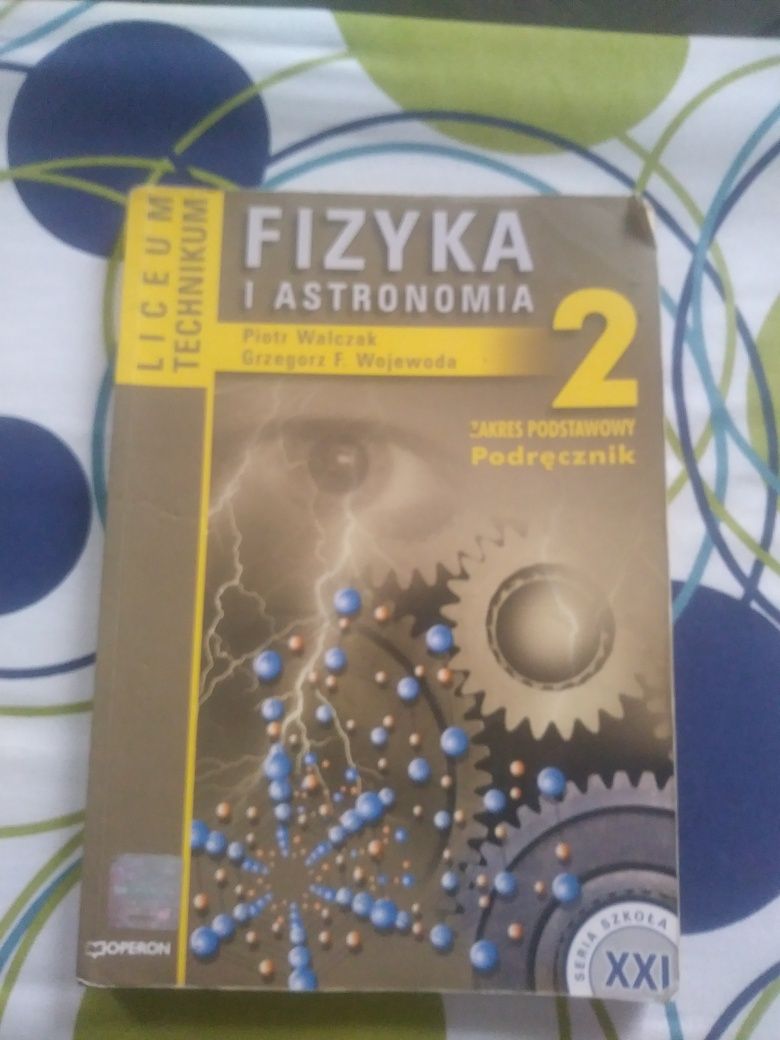 LICEUM
TECHNIKUM
FIZYKA
I ASTRONOMIA
Piotr Walczak
Grzegorz F. Wojewoda
2
ZAKRES PODSTAWOWY
Podręcznik
OPERON
SERIA SZKOŁA
XXI